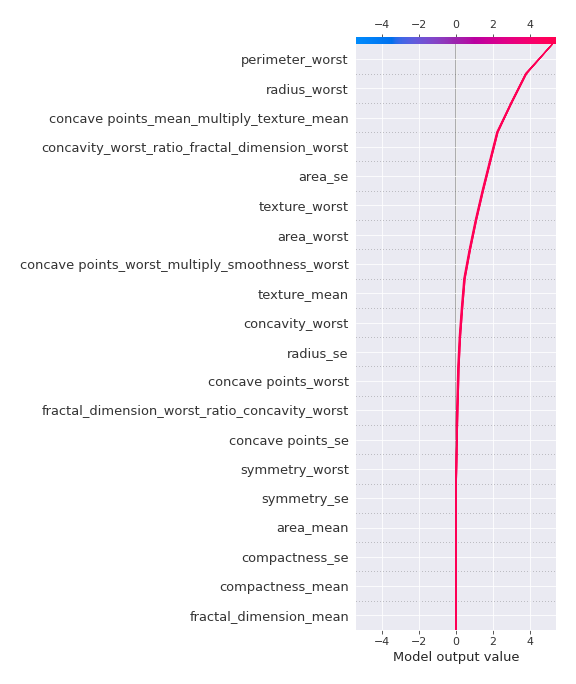 −4 −2 0 2 4
perimeter_worst
radius_worst
concave points_mean_multiply_texture_mean
concavity_worst_ratio_fractal_dimension_worst
area_se
texture_worst
area_worst
concave points_worst_multiply_smoothness_worst
texture_mean
concavity_worst
radius_se
concave points_worst
fractal_dimension_worst_ratio_concavity_worst
concave points_se
symmetry_worst
symmetry_se
area_mean
compactness_se
compactness_mean
fractal_dimension_mean
−4 −2 0 2 4
Model output value